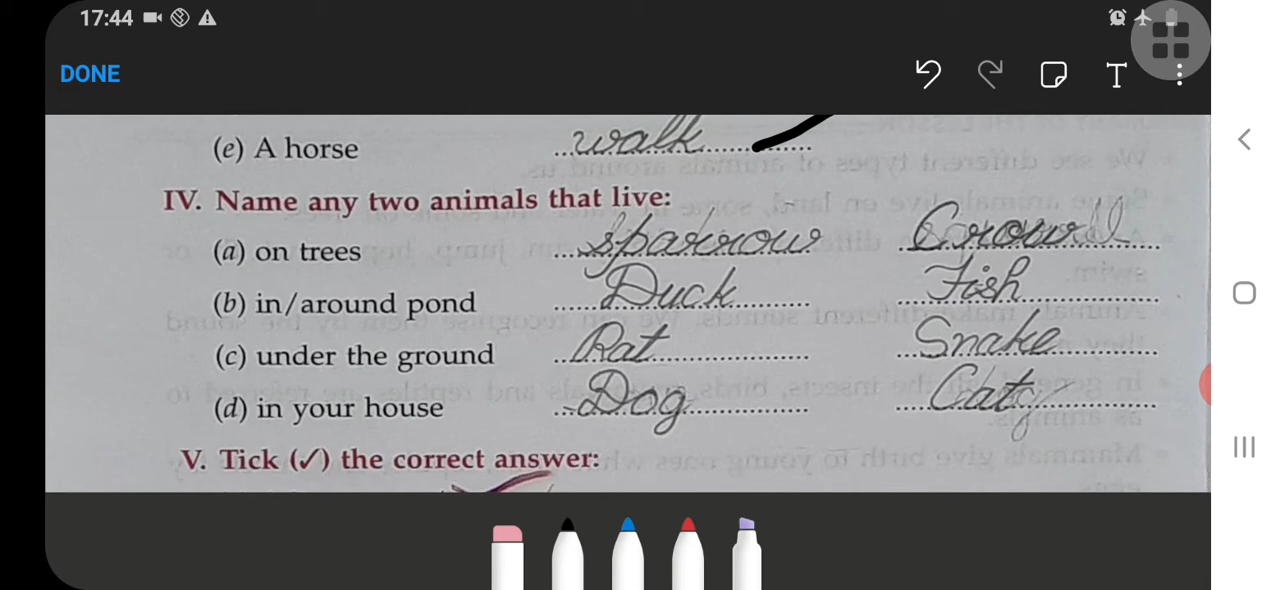 17:44
DONE
T
(e) A horse walk
IV. Name any two animals that live:
(a) on trees Sparrow Crow
(b) in/around pond Duck Fish
(c) under the ground Rat Snake
(d) in your house Dog Cat
V. Tick (✓) the correct answer: